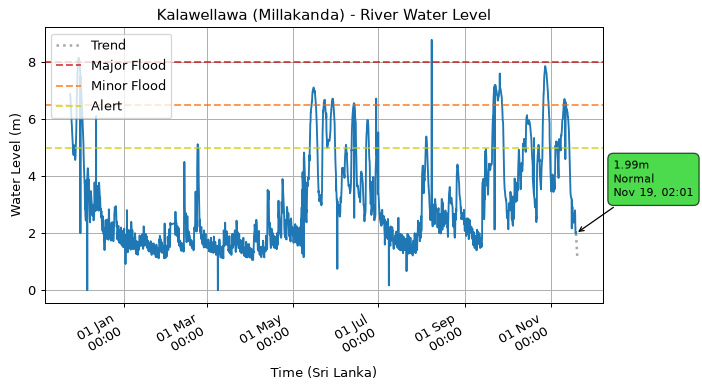 Kalawellawa (Millakanda) - River Water Level
Trend
Major Flood
Minor Flood
Alert
Water Level (m)
8
6
4
2
0
1.99m
Normal
Nov 19, 02:01
01 Jan
00:00
01 Mar
00:00
01 May
00:00
01 Jul
00:00
01 Sep
00:00
01 Nov
00:00
Time (Sri Lanka)